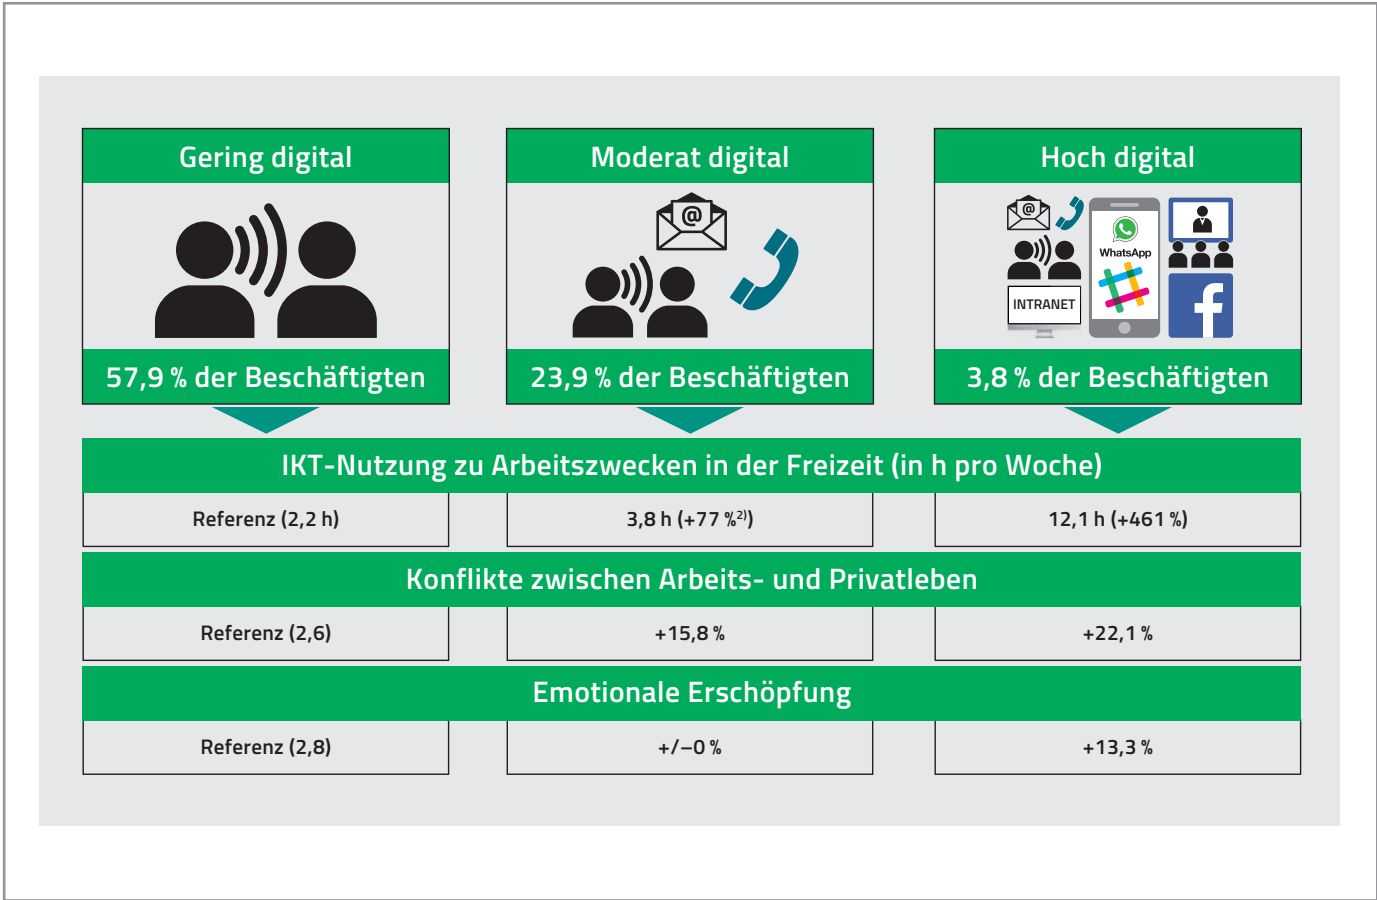 Gering digital
Moderat digital
Hoch digital
@
@
WhatsApp
INTRANET
f
57,9 % der Beschäftigten
23,9 % der Beschäftigten
3,8 % der Beschäftigten
IKT-Nutzung zu Arbeitszwecken in der Freizeit (in h pro Woche)
Referenz (2,2 h)
3,8 h (+77 %²⁾)
12,1 h (+461 %)
Konflikte zwischen Arbeits- und Privatleben
Referenz (2,6)
+15,8 %
+22,1 %
Emotionale Erschöpfung
Referenz (2,8)
+/–0 %
+13,3 %